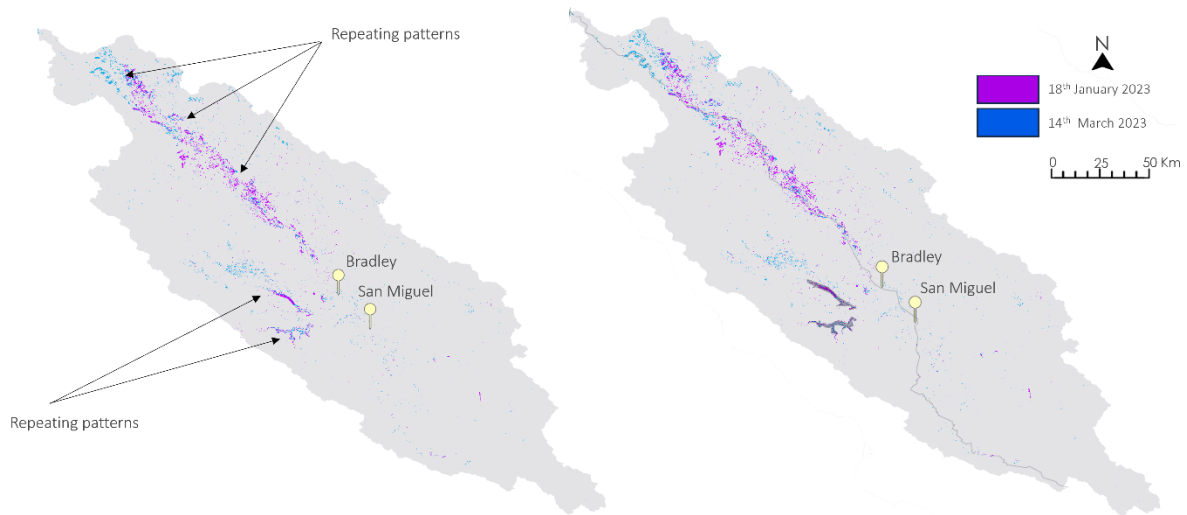 Repeating patterns
N
18th January 2023
14th March 2023
0 25 50 Km
Bradley
San Miguel
Bradley
San Miguel
Repeating patterns